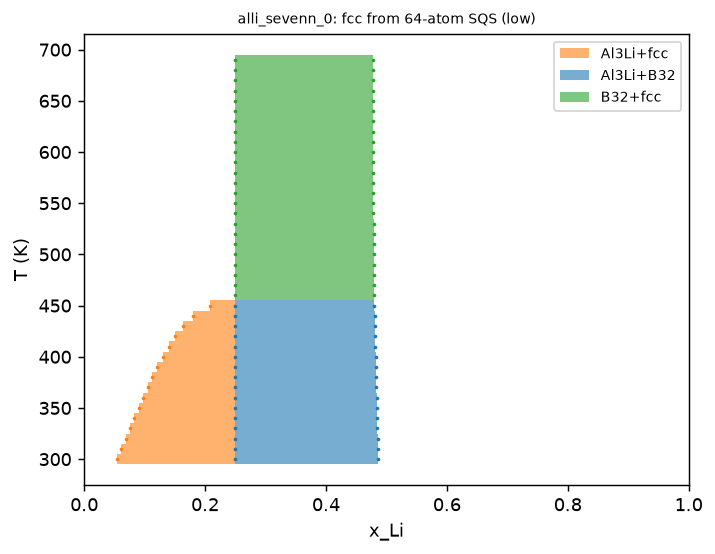 alli_sevenn_0: fcc from 64-atom SQS (low)
Al3Li+fcc
Al3Li+B32
B32+fcc
700
650
600
550
500
450
400
350
300
T (K)
0.0 0.2 0.4 0.6 0.8 1.0
x_Li